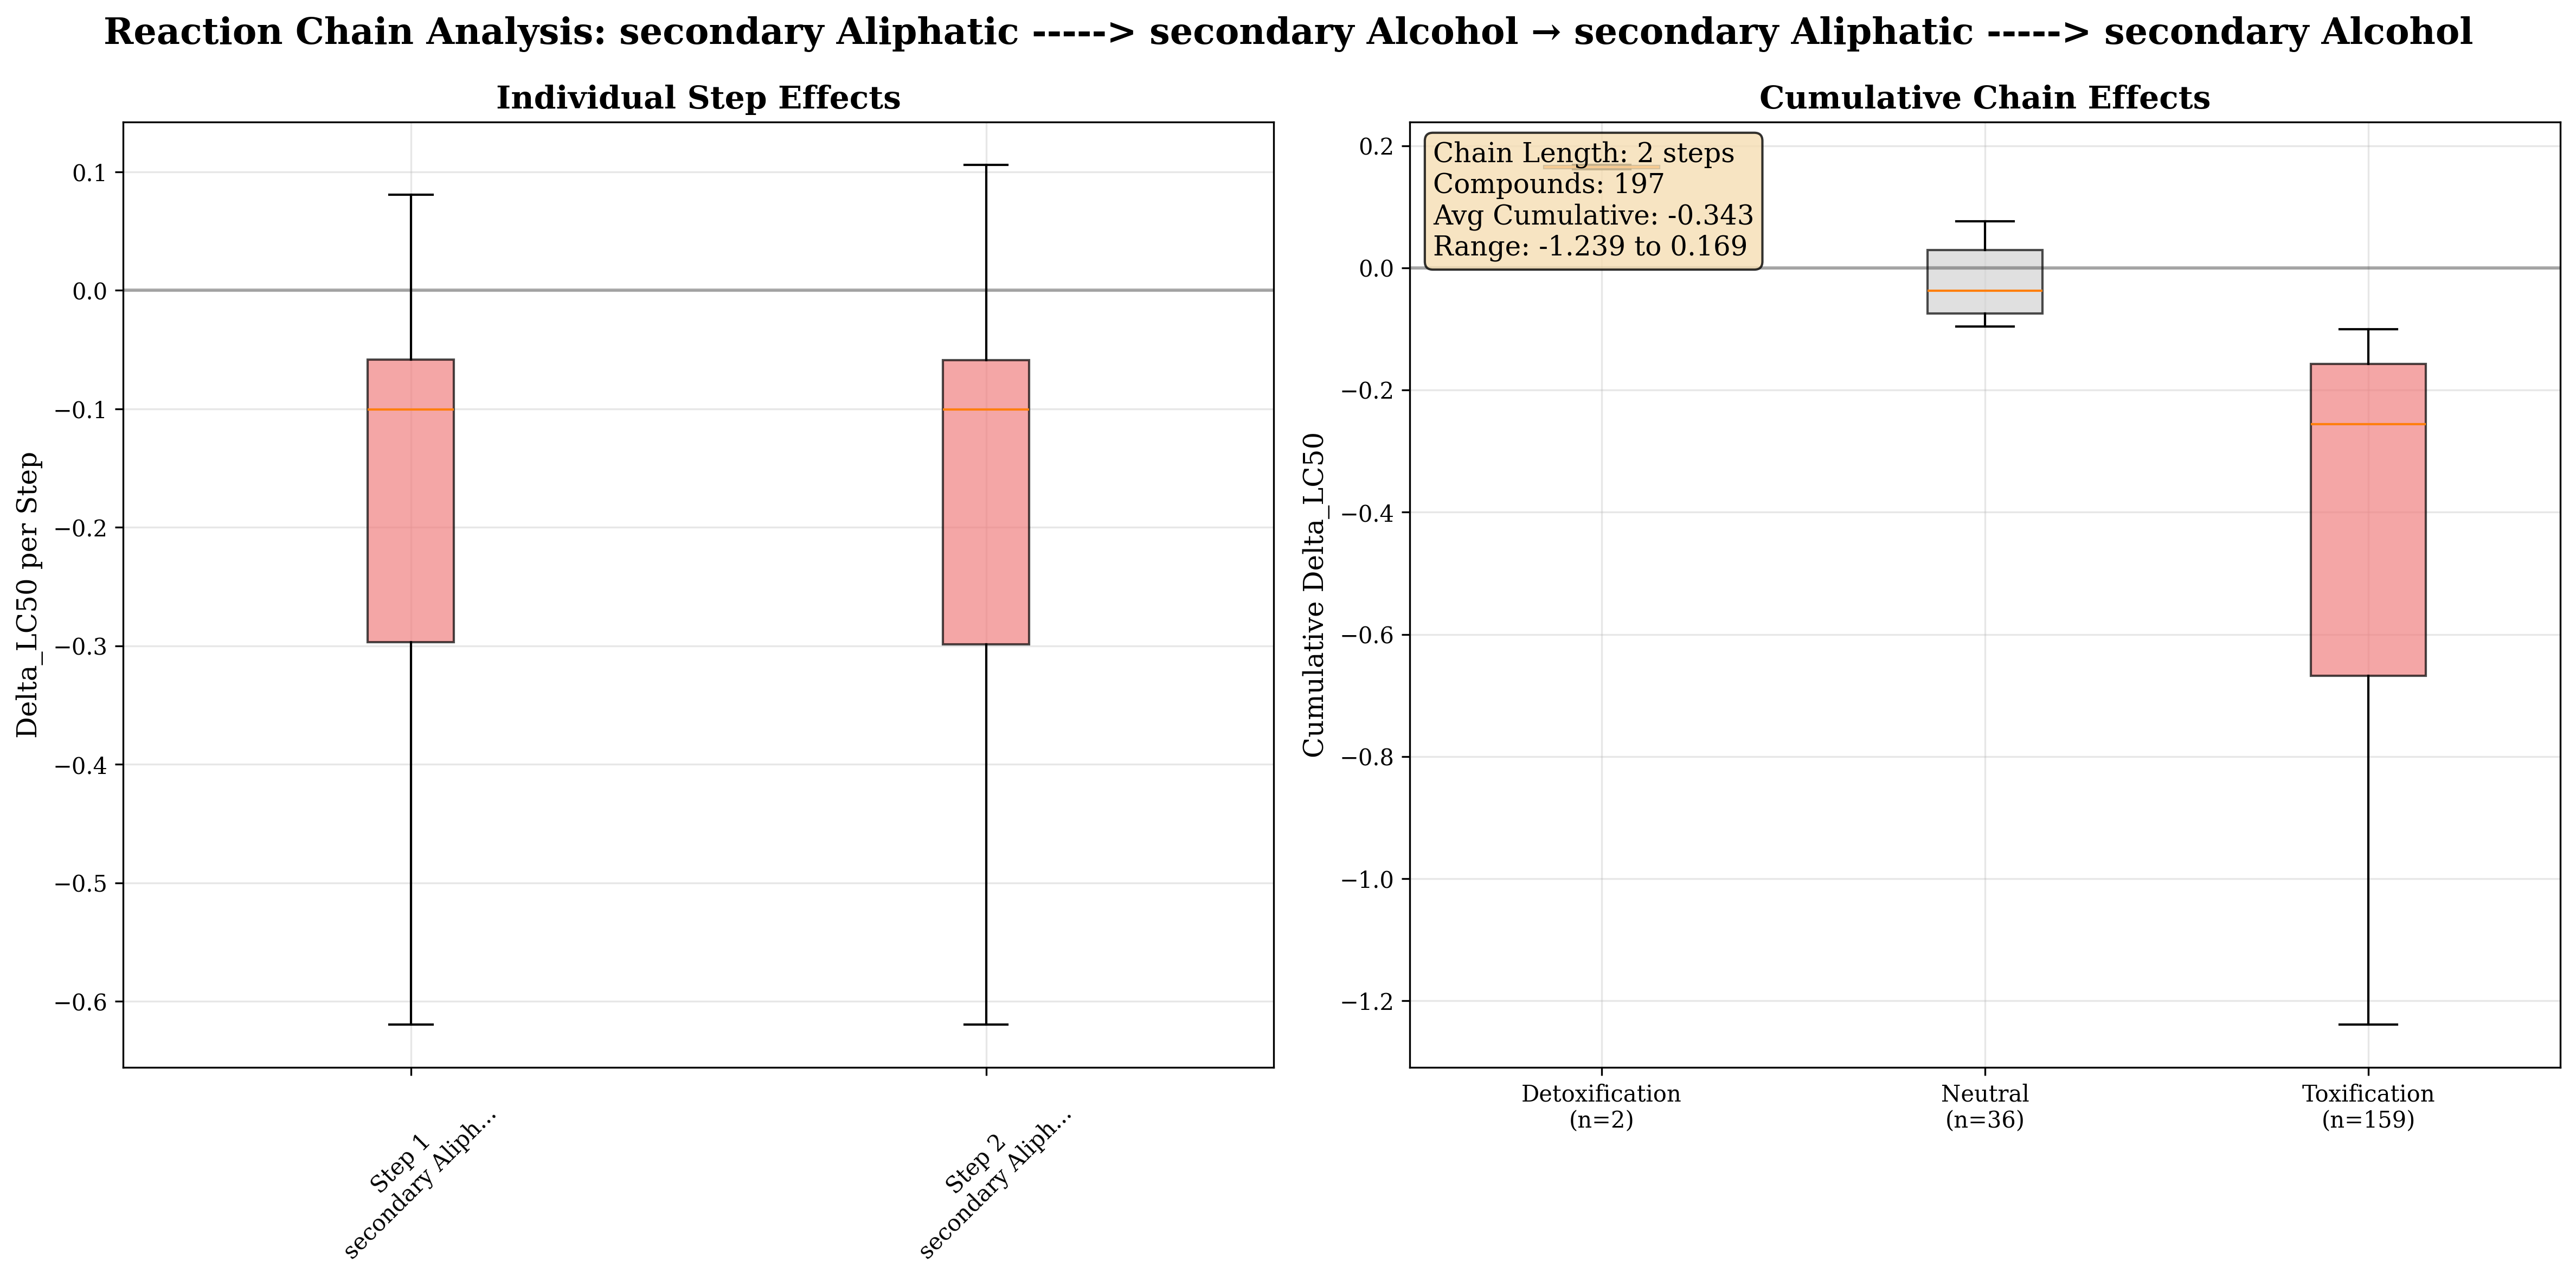 Reaction Chain Analysis: secondary Aliphatic -----> secondary Alcohol → secondary Aliphatic -----> secondary Alcohol
Individual Step Effects
Delta_LC50 per Step
0.1
0.0
−0.1
−0.2
−0.3
−0.4
−0.5
−0.6
Step 1
secondary Aliph...
Step 2
secondary Aliph...
Cumulative Chain Effects
Cumulative Delta_LC50
0.2
0.0
−0.2
−0.4
−0.6
−0.8
−1.0
−1.2
Chain Length: 2 steps
Compounds: 197
Avg Cumulative: -0.343
Range: -1.239 to 0.169
Detoxification
(n=2)
Neutral
(n=36)
Toxification
(n=159)